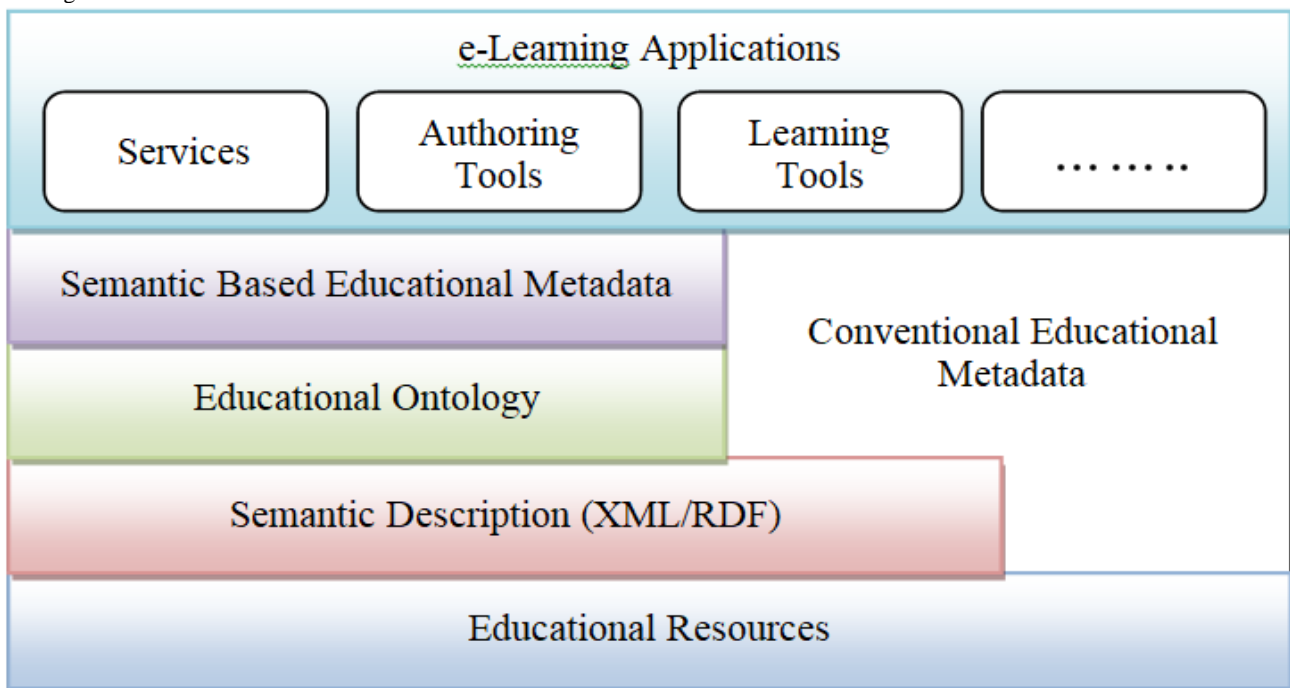 e-Learning Applications
Services
Authoring
Tools
Learning
Tools
……..
Semantic Based Educational Metadata
Conventional Educational
Metadata
Educational Ontology
Semantic Description (XML/RDF)
Educational Resources